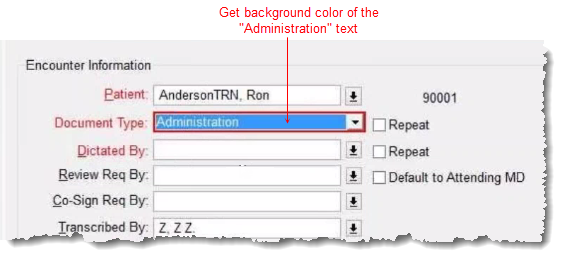 Get background color of the
"Administration" text
Encounter Information
Patient: AndersonTRN, Ron 90001
Document Type: Administration Repeat
Dictated By: Repeat
Review Req By: Default to Attending MD
Co-Sign Req By:
Transcribed By: Z, Z Z.